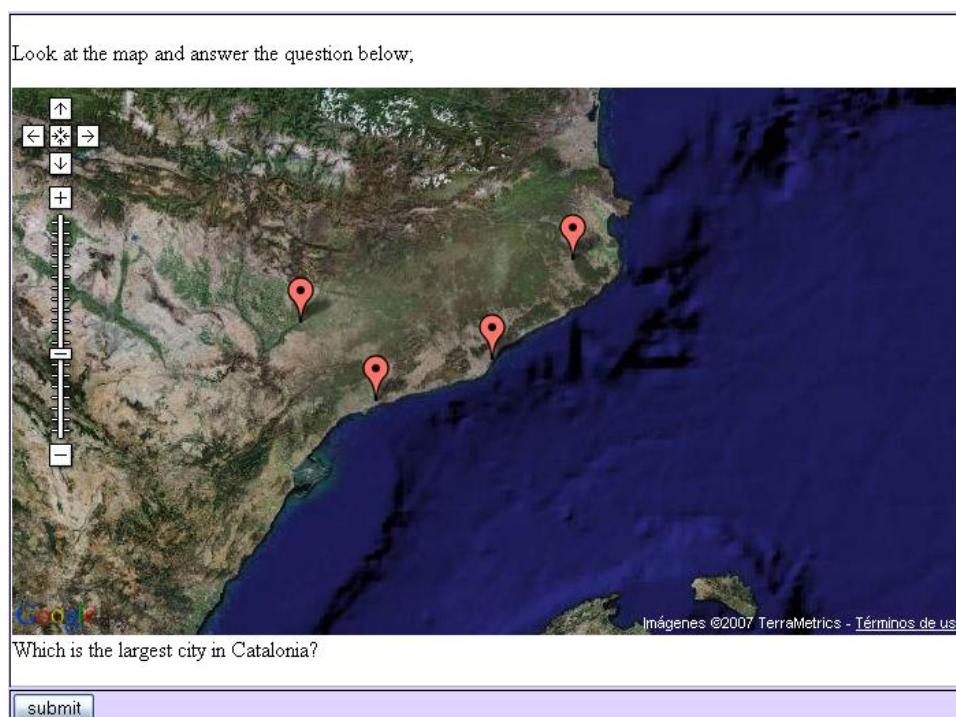 Look at the map and answer the question below;
Google
Imágenes ©2007 TerraMetrics - Términos de us
Which is the largest city in Catalonia?
submit